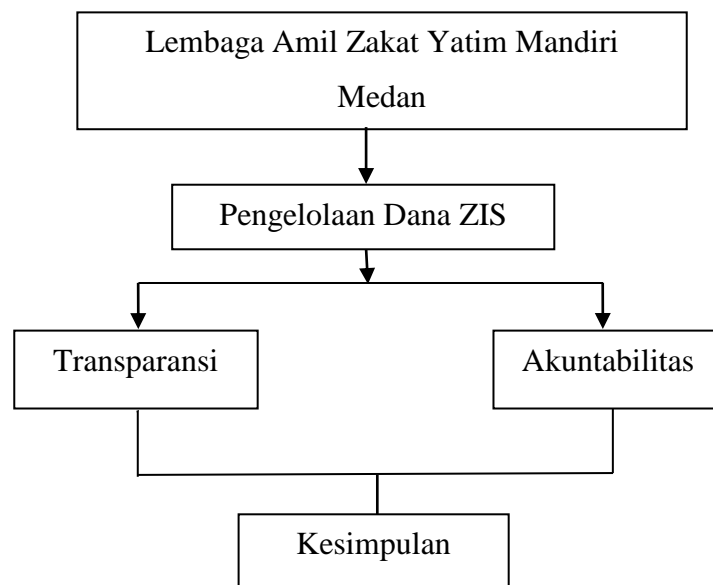 Lembaga Amil Zakat Yatim Mandiri
Medan
Pengelolaan Dana ZIS
Transparansi
Akuntabilitas
Kesimpulan